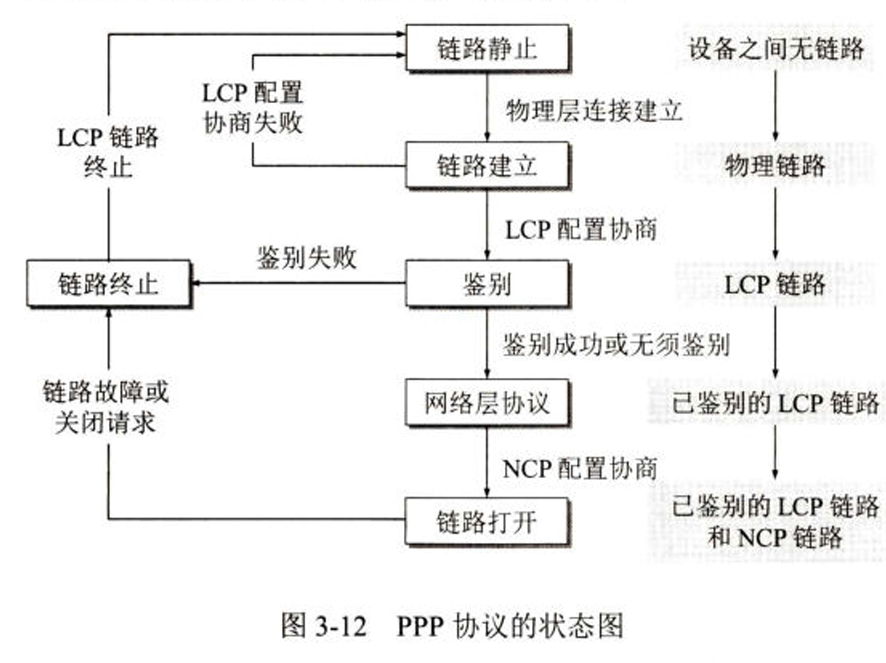 链路静止
设备之间无链路
LCP 配置
协商失败
物理层连接建立
LCP 链路
终止
链路建立
物理链路
LCP 配置协商
鉴别失败
链路终止
鉴别
LCP 链路
鉴别成功或无须鉴别
链路故障或
关闭请求
网络层协议
已鉴别的 LCP 链路
NCP 配置协商
链路打开
已鉴别的 LCP 链路
和 NCP 链路
图 3-12 PPP 协议的状态图